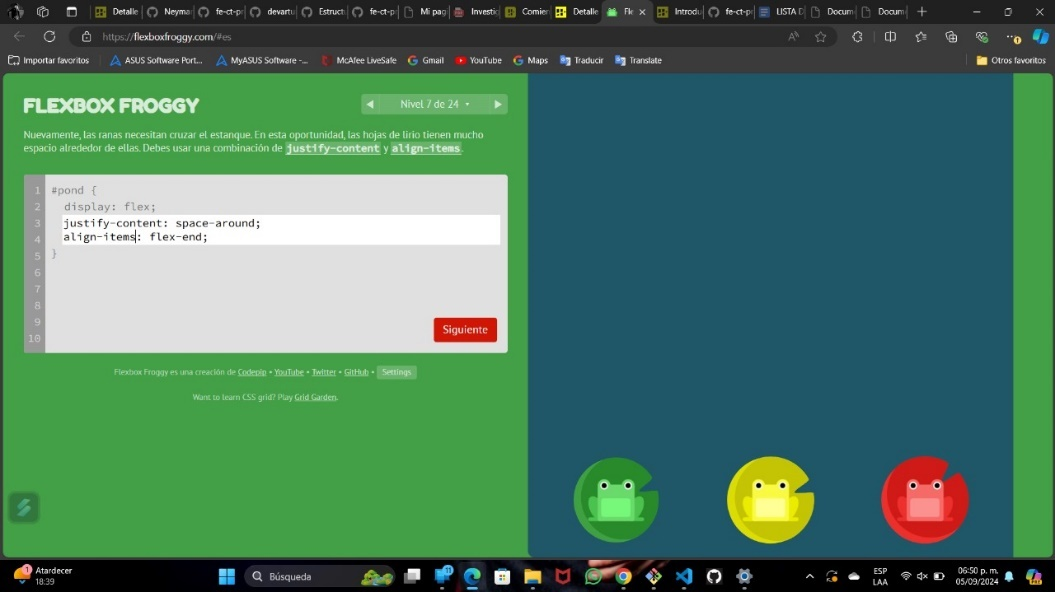 Detalle
Neyma
fe-ct-pr
devartu
Estruct
fe-ct-pr
Mi pag
Investig
Comien
Detalle
Fle
Introdu
fe-ct-pr
LISTA D
Docum
Docum
https://flexboxfroggy.com/#es
Importar favoritos
ASUS Software Port...
MyASUS Software -...
McAfee LiveSafe
Gmail
YouTube
Maps
Traducir
Translate
Otros favoritos
FLEXBOX FROGGY
Nivel 7 de 24
Nuevamente, las ranas necesitan cruzar el estanque. En esta oportunidad, las hojas de lirio tienen mucho
espacio alrededor de ellas. Debes usar una combinación de justify-content y align-items.
1 #pond {
2 display: flex;
3 justify-content: space-around;
4 align-items: flex-end;
5 }
6
7
8
9
10
Siguiente
Flexbox Froggy es una creación de Codepip • YouTube • Twitter • GitHub • Settings
Want to learn CSS grid? Play Grid Garden.
1
Atardecer
18:39
Búsqueda
ESP
LAA
06:50 p. m.
05/09/2024